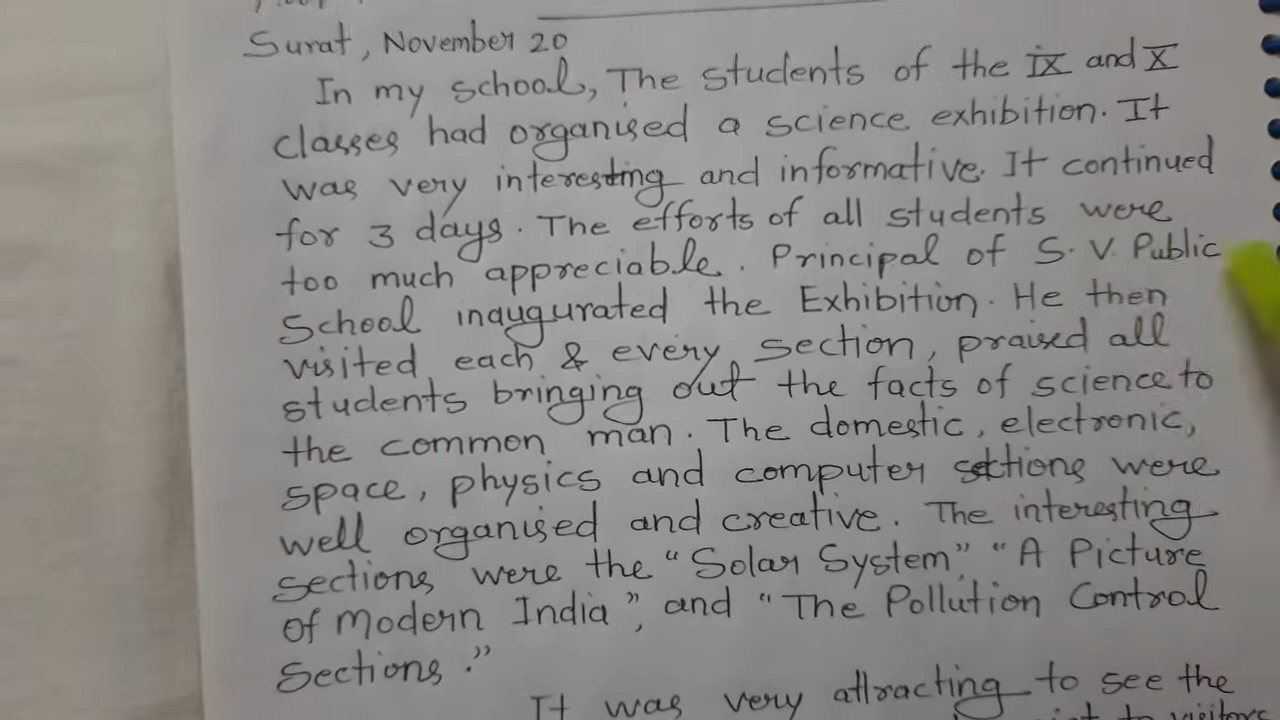 Surat, November 20
In my school, The students of the IX and X
classes had organised a science exhibition. It
was very interesting and informative. It continued
for 3 days. The efforts of all students were
too much appreciable. Principal of S. V. Public
School inaugurated the Exhibition. He then
visited each & every section, praised all
students bringing out the facts of science to
the common man. The domestic, electronic,
space, physics and computer sections were
well organised and creative. The interesting
sections were the “Solar System”, “A Picture
of modern India”, and “The Pollution Control
Sections.”
It was very attracting to see the
to visitors